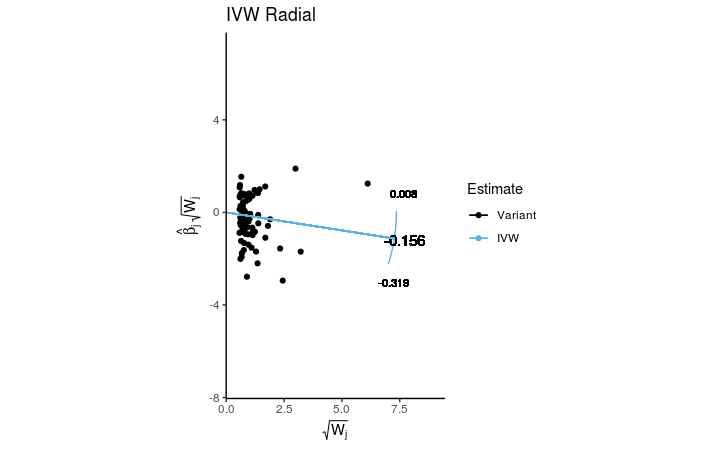 IVW Radial
4
0
-4
-8
0.0 2.5 5.0 7.5
β̂j√Wj
√Wj
0.008
-0.156
-0.319
Estimate
Variant
IVW